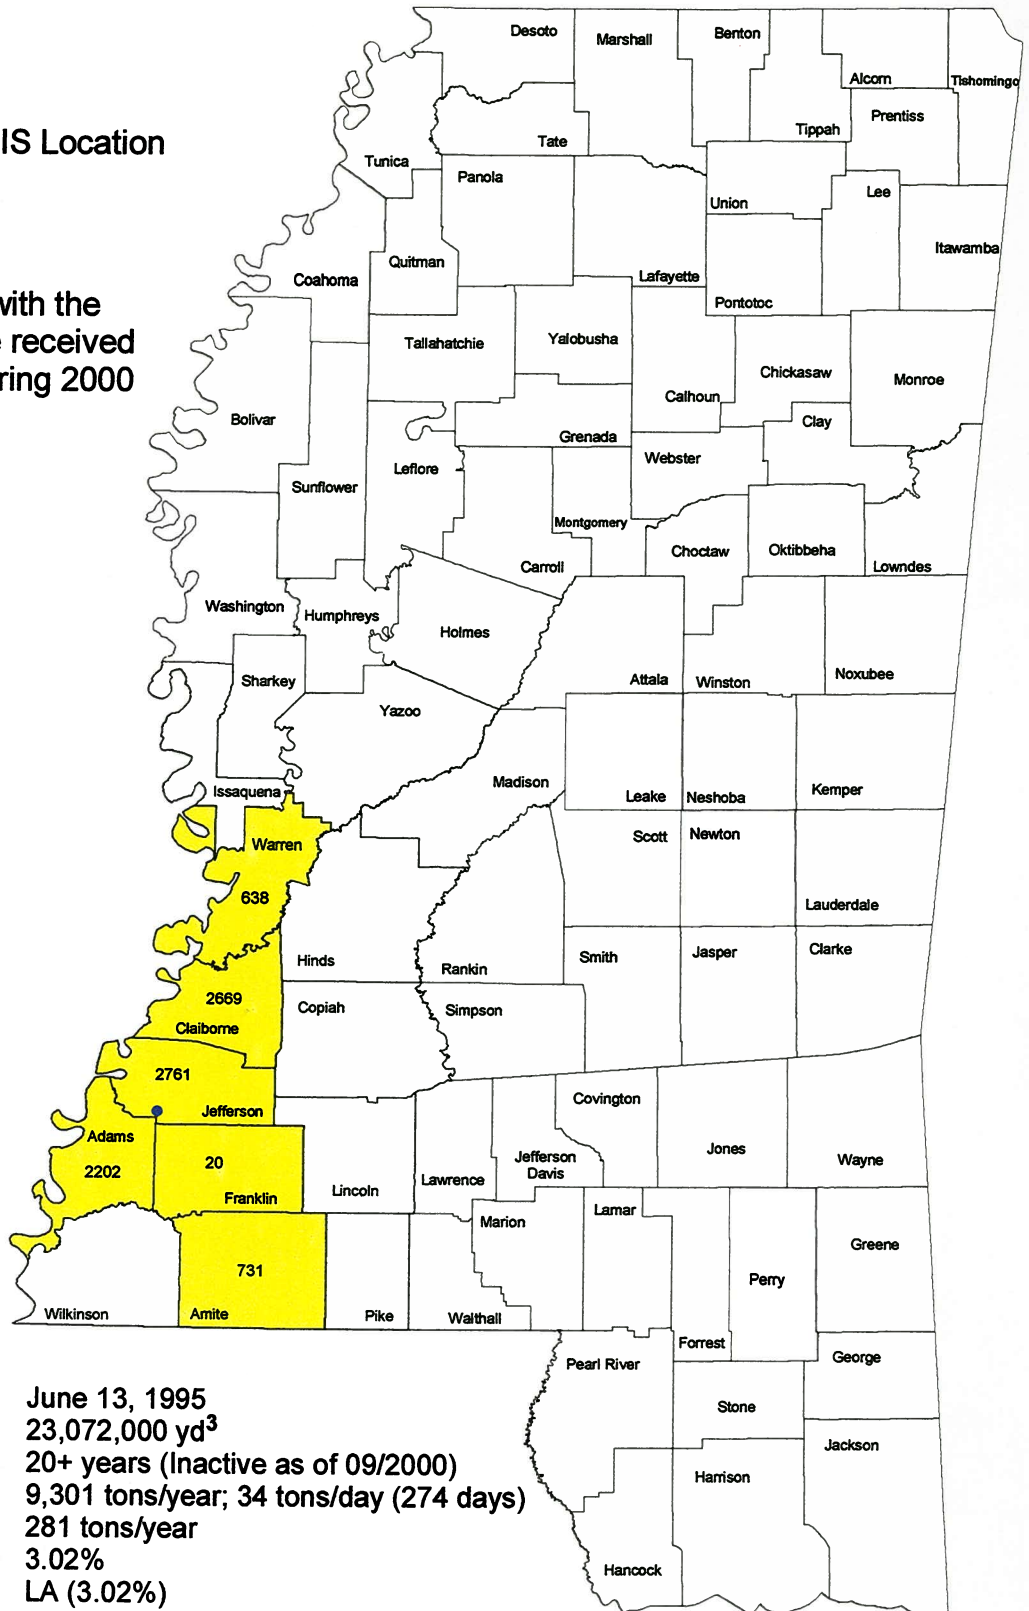 Desoto
Marshall
Benton
Alcorn
Tishomingo
Tippah
Prentiss
IS Location
Tate
Tunica
Panola
Union
Lee
Itawamba
Quitman
Coahoma
Lafayette
Pontotoc
with the
received
ring 2000
Tallahatchie
Yalobusha
Chickasaw
Monroe
Calhoun
Bolivar
Clay
Grenada
Webster
Leflore
Sunflower
Montgomery
Choctaw
Oktibbeha
Lowndes
Carroll
Washington
Humphreys
Holmes
Attala
Winston
Noxubee
Sharkey
Yazoo
Issaquena
Madison
Leake
Neshoba
Kemper
Warren
638
Scott
Newton
Lauderdale
Hinds
Rankin
Smith
Jasper
Clarke
2669
Claiborne
Copiah
Simpson
2761
Jefferson
Covington
Adams
2202
20
Franklin
Lincoln
Lawrence
Jefferson
Davis
Jones
Wayne
Marion
Lamar
Greene
731
Perry
Wilkinson
Amite
Pike
Walthall
Forrest
George
Pearl River
Stone
Jackson
Harrison
Hancock
June 13, 1995
23,072,000 yd³
20+ years (Inactive as of 09/2000)
9,301 tons/year; 34 tons/day (274 days)
281 tons/year
3.02%
LA (3.02%)